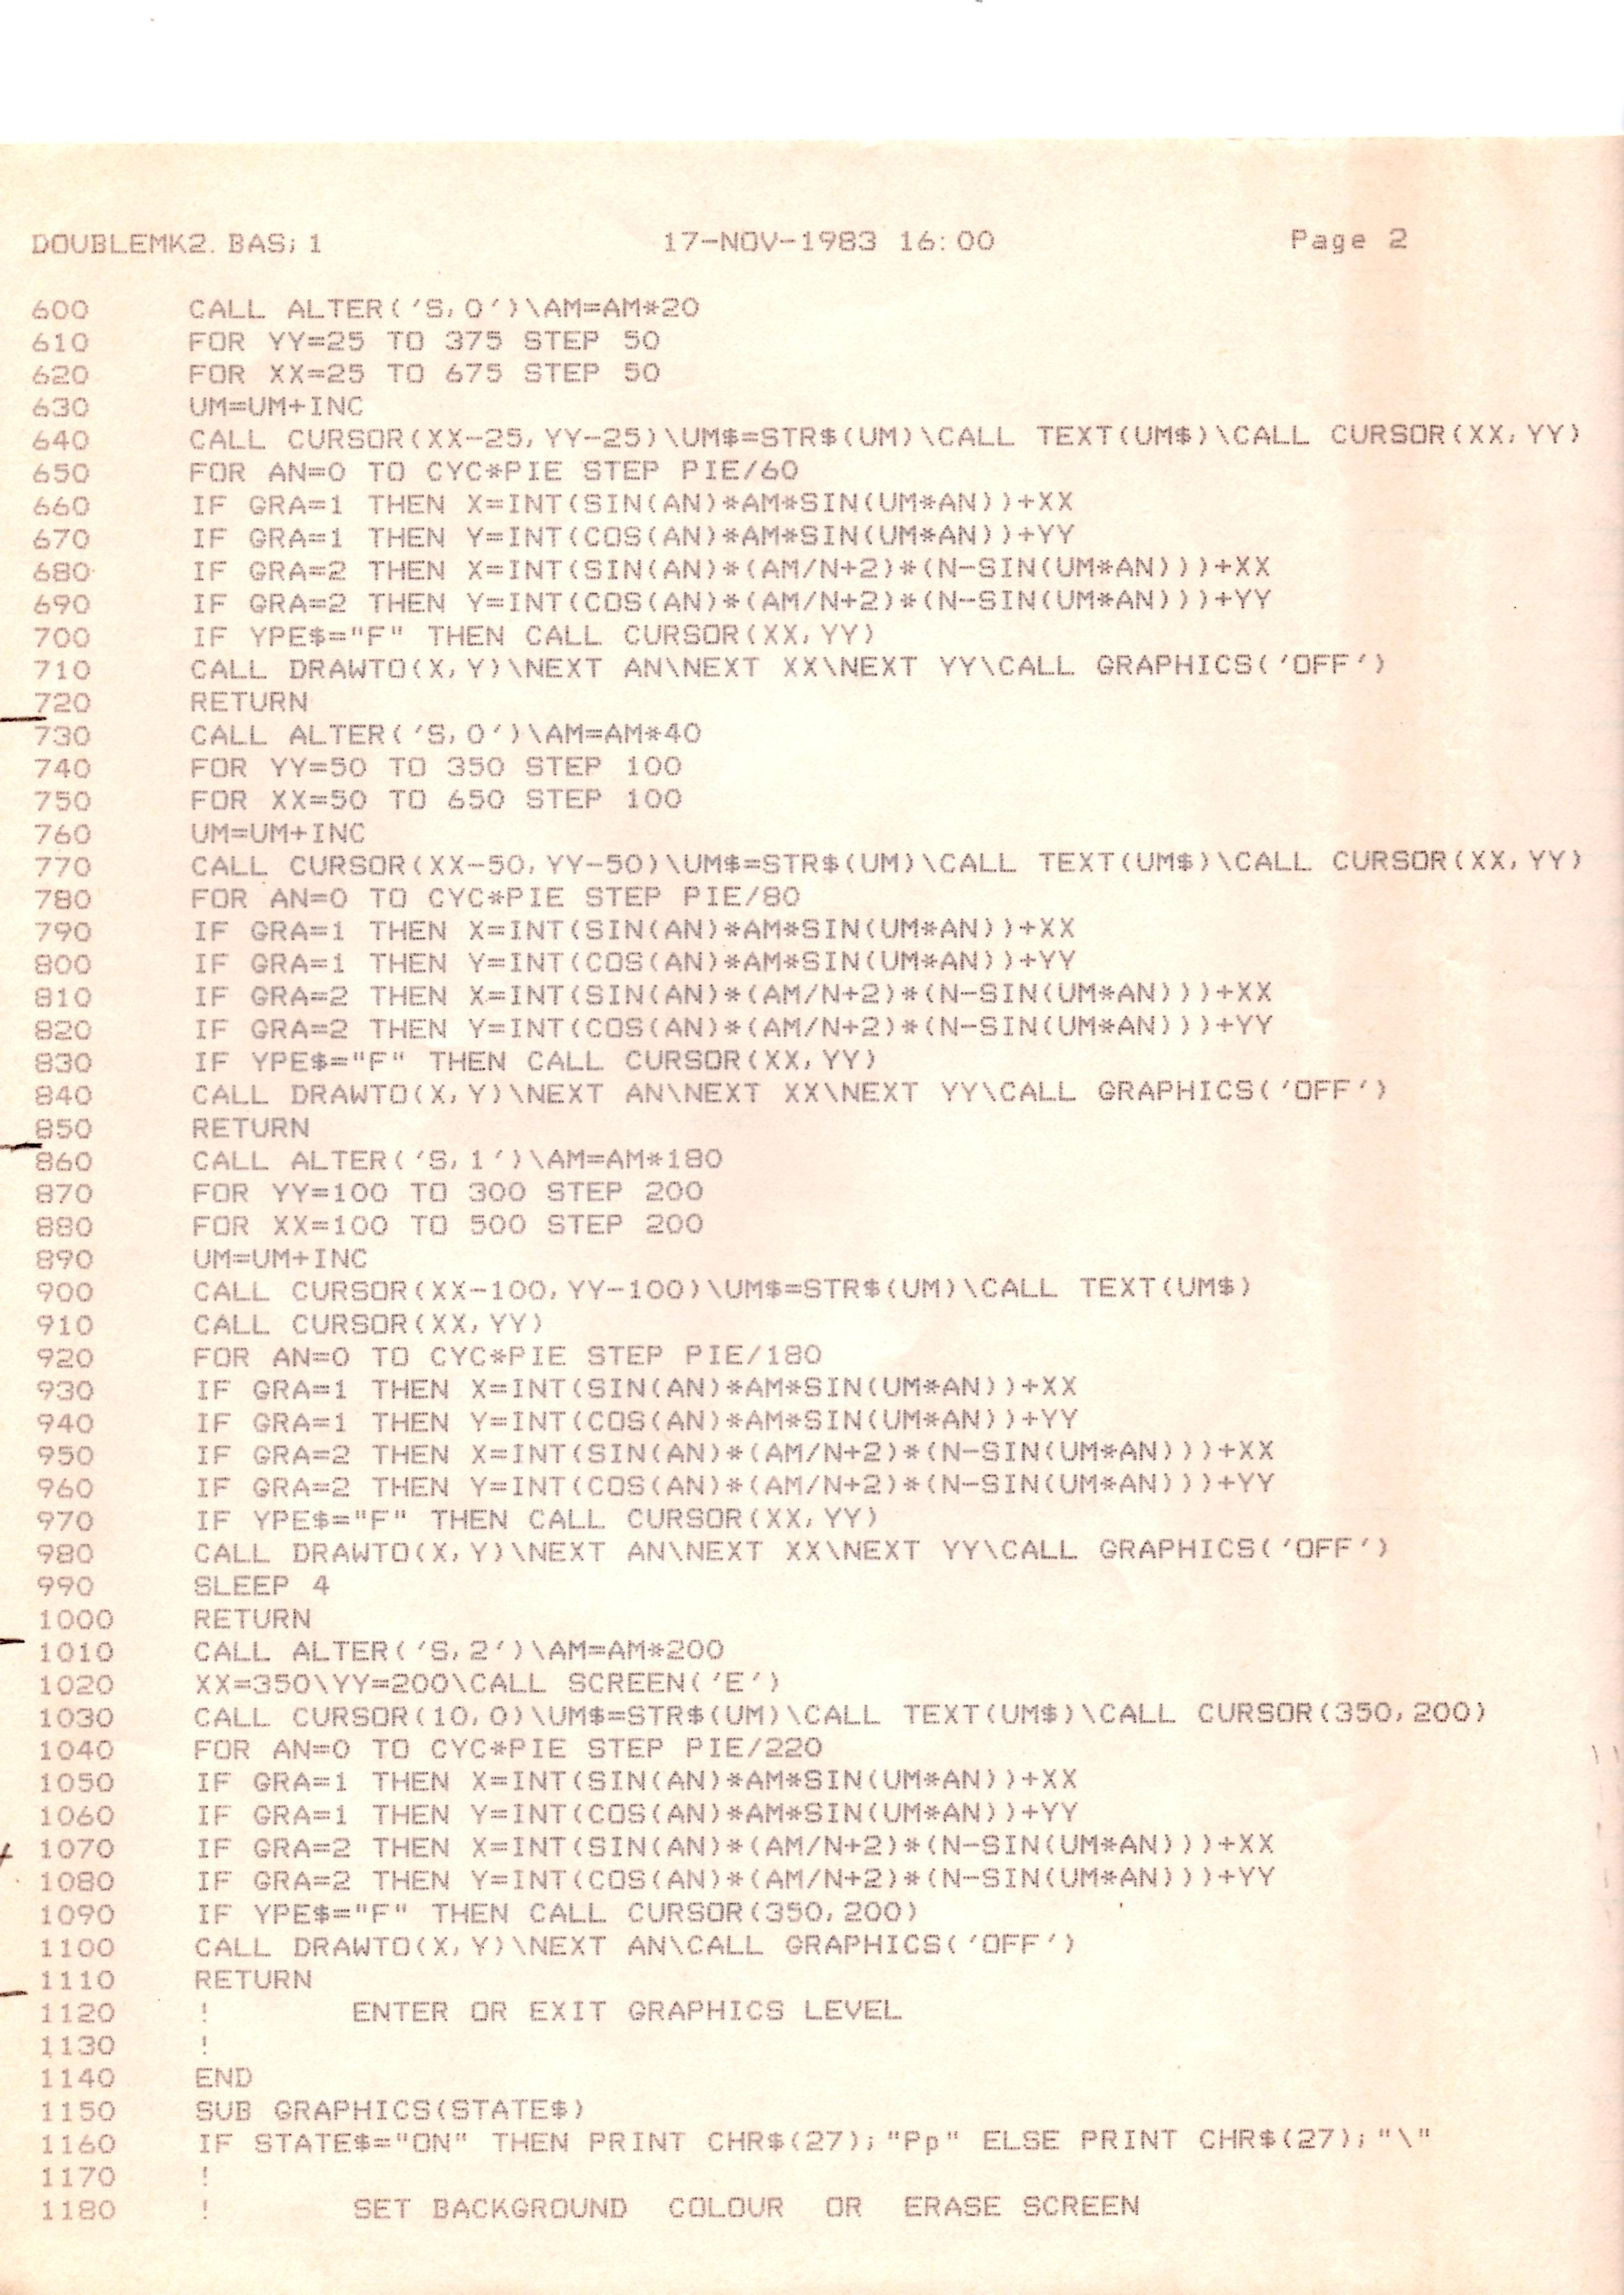 DOUBLEMK2.BAS;1 17-NOV-1983 16:00 Page 2
600 CALL ALTER('S,0')\AM=AM*20
610 FOR YY=25 TO 375 STEP 50
620 FOR XX=25 TO 675 STEP 50
630 UM=UM+INC
640 CALL CURSOR(XX-25,YY-25)\UM$=STR$(UM)\CALL TEXT(UM$)\CALL CURSOR(XX,YY)
650 FOR AN=0 TO CYC*PIE STEP PIE/60
660 IF GRA=1 THEN X=INT(SIN(AN)*AM*SIN(UM*AN))+XX
670 IF GRA=1 THEN Y=INT(COS(AN)*AM*SIN(UM*AN))+YY
680 IF GRA=2 THEN X=INT(SIN(AN)*(AM/N+2)*(N-SIN(UM*AN)))+XX
690 IF GRA=2 THEN Y=INT(COS(AN)*(AM/N+2)*(N-SIN(UM*AN)))+YY
700 IF YPE$="F" THEN CALL CURSOR(XX,YY)
710 CALL DRAWTO(X,Y)\NEXT AN\NEXT XX\NEXT YY\CALL GRAPHICS('OFF')
720 RETURN
730 CALL ALTER('S,0')\AM=AM*40
740 FOR YY=50 TO 350 STEP 100
750 FOR XX=50 TO 650 STEP 100
760 UM=UM+INC
770 CALL CURSOR(XX-50,YY-50)\UM$=STR$(UM)\CALL TEXT(UM$)\CALL CURSOR(XX,YY)
780 FOR AN=0 TO CYC*PIE STEP PIE/80
790 IF GRA=1 THEN X=INT(SIN(AN)*AM*SIN(UM*AN))+XX
800 IF GRA=1 THEN Y=INT(COS(AN)*AM*SIN(UM*AN))+YY
810 IF GRA=2 THEN X=INT(SIN(AN)*(AM/N+2)*(N-SIN(UM*AN)))+XX
820 IF GRA=2 THEN Y=INT(COS(AN)*(AM/N+2)*(N-SIN(UM*AN)))+YY
830 IF YPE$="F" THEN CALL CURSOR(XX,YY)
840 CALL DRAWTO(X,Y)\NEXT AN\NEXT XX\NEXT YY\CALL GRAPHICS('OFF')
850 RETURN
860 CALL ALTER('S,1')\AM=AM*180
870 FOR YY=100 TO 300 STEP 200
880 FOR XX=100 TO 500 STEP 200
890 UM=UM+INC
900 CALL CURSOR(XX-100,YY-100)\UM$=STR$(UM)\CALL TEXT(UM$)
910 CALL CURSOR(XX,YY)
920 FOR AN=0 TO CYC*PIE STEP PIE/180
930 IF GRA=1 THEN X=INT(SIN(AN)*AM*SIN(UM*AN))+XX
940 IF GRA=1 THEN Y=INT(COS(AN)*AM*SIN(UM*AN))+YY
950 IF GRA=2 THEN X=INT(SIN(AN)*(AM/N+2)*(N-SIN(UM*AN)))+XX
960 IF GRA=2 THEN Y=INT(COS(AN)*(AM/N+2)*(N-SIN(UM*AN)))+YY
970 IF YPE$="F" THEN CALL CURSOR(XX,YY)
980 CALL DRAWTO(X,Y)\NEXT AN\NEXT XX\NEXT YY\CALL GRAPHICS('OFF')
990 SLEEP 4
1000 RETURN
1010 CALL ALTER('S,2')\AM=AM*200
1020 XX=350\YY=200\CALL SCREEN('E')
1030 CALL CURSOR(10,0)\UM$=STR$(UM)\CALL TEXT(UM$)\CALL CURSOR(350,200)
1040 FOR AN=0 TO CYC*PIE STEP PIE/220
1050 IF GRA=1 THEN X=INT(SIN(AN)*AM*SIN(UM*AN))+XX
1060 IF GRA=1 THEN Y=INT(COS(AN)*AM*SIN(UM*AN))+YY
1070 IF GRA=2 THEN X=INT(SIN(AN)*(AM/N+2)*(N-SIN(UM*AN)))+XX
1080 IF GRA=2 THEN Y=INT(COS(AN)*(AM/N+2)*(N-SIN(UM*AN)))+YY
1090 IF YPE$="F" THEN CALL CURSOR(350,200)
1100 CALL DRAWTO(X,Y)\NEXT AN\CALL GRAPHICS('OFF')
1110 RETURN
1120 ! ENTER OR EXIT GRAPHICS LEVEL
1130 !
1140 END
1150 SUB GRAPHICS(STATE$)
1160 IF STATE$="ON" THEN PRINT CHR$(27);"Pp" ELSE PRINT CHR$(27);"\"
1170 !
1180 ! SET BACKGROUND COLOUR OR ERASE SCREEN